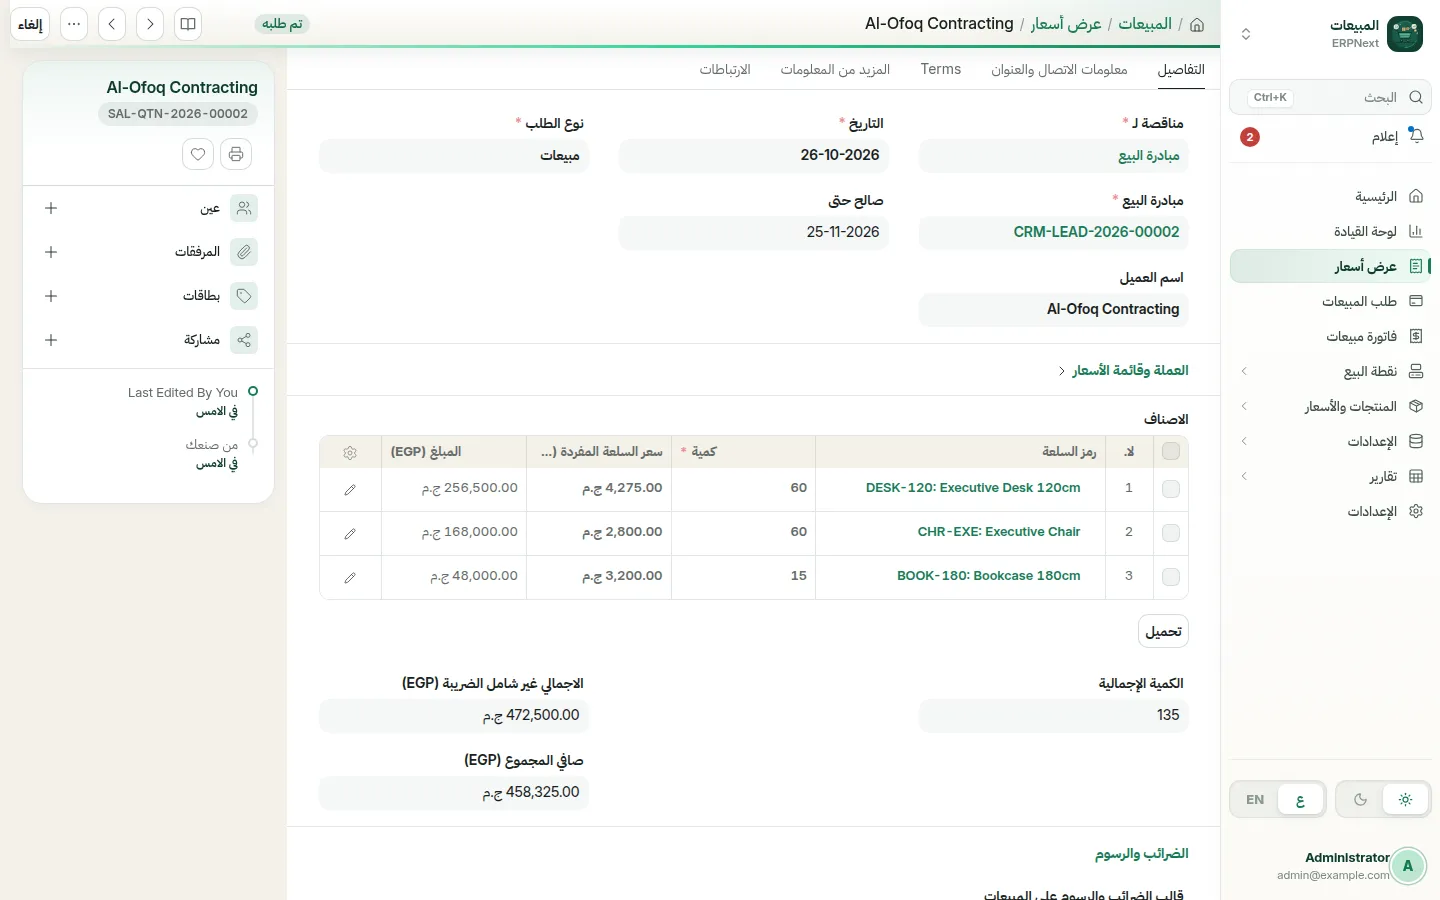 المبيعات
ERPNext
البحث
Ctrl+K
إعلام
2
الرئيسية
لوحة القيادة
عرض أسعار
طلب المبيعات
فاتورة مبيعات
نقطة البيع
المنتجات والأسعار
الإعدادات
تقارير
الإعدادات
ع
EN
Administrator
admin@example.com
A
المبيعات / عرض أسعار / Al-Ofoq Contracting
تم طلبه
إلغاء
التفاصيل
معلومات الاتصال والعنوان
Terms
المزيد من المعلومات
الارتباطات
مناقصة لـ *
مبادرة البيع
التاريخ *
26-10-2026
نوع الطلب *
مبيعات
مبادرة البيع *
CRM-LEAD-2026-00002
صالح حتى
25-11-2026
اسم العميل
Al-Ofoq Contracting
العملة وقائمة الأسعار
الاصناف
لا. رمز السلعة كمية * سعر السلعة المفردة (... المبلغ (EGP)
1 DESK-120: Executive Desk 120cm 60 4,275.00 ج.م 256,500.00 ج.م
2 CHR-EXE: Executive Chair 60 2,800.00 ج.م 168,000.00 ج.م
3 BOOK-180: Bookcase 180cm 15 3,200.00 ج.م 48,000.00 ج.م
تحميل
الكمية الإجمالية
135
الاجمالي غير شامل الضريبة (EGP)
472,500.00 ج.م
صافي المجموع (EGP)
458,325.00 ج.م
الضرائب والرسوم
قالب الضرائب والرسوم على المبيعات
Al-Ofoq Contracting
SAL-QTN-2026-00002
عين
المرفقات
بطاقات
مشاركة
Last Edited By You
في الامس
من صنعك
في الامس